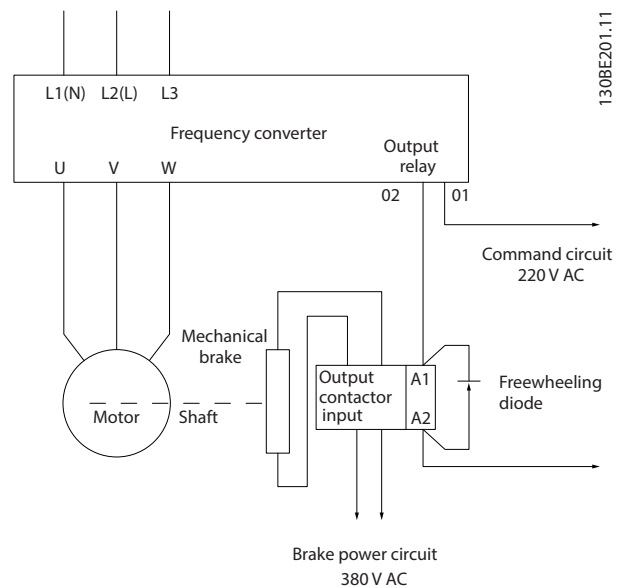 130BE201.11
L1(N) L2(L) L3
Frequency converter
Output
relay
U V W
02 01
Command circuit
220 V AC
Mechanical
brake
Output
contactor
input
A1
A2
Freewheeling
diode
Motor
Shaft
Brake power circuit
380 V AC